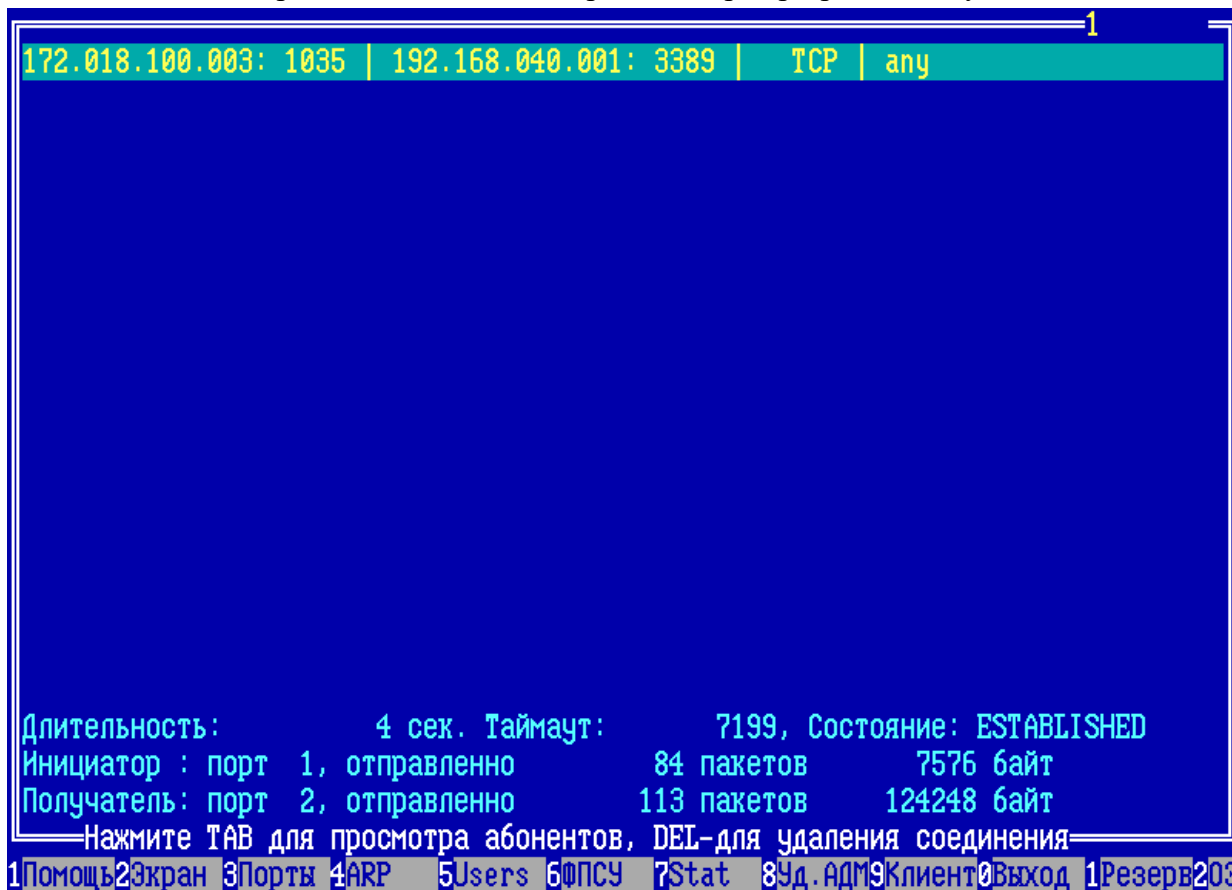 1
172.018.100.003: 1035 | 192.168.040.001: 3389 | TCP | any
Длительность: 4 сек. Таймаут: 7199, Состояние: ESTABLISHED
Инициатор : порт 1, отправленно 84 пакетов 7576 байт
Получатель: порт 2, отправленно 113 пакетов 124248 байт
Нажмите TAB для просмотра абонентов, DEL-для удаления соединения
1Помощь2Экран 3Порты 4ARP 5Users 6ФПСУ 7Stat 8Уд.АДМ9Клиент0Выход 1Резерв2